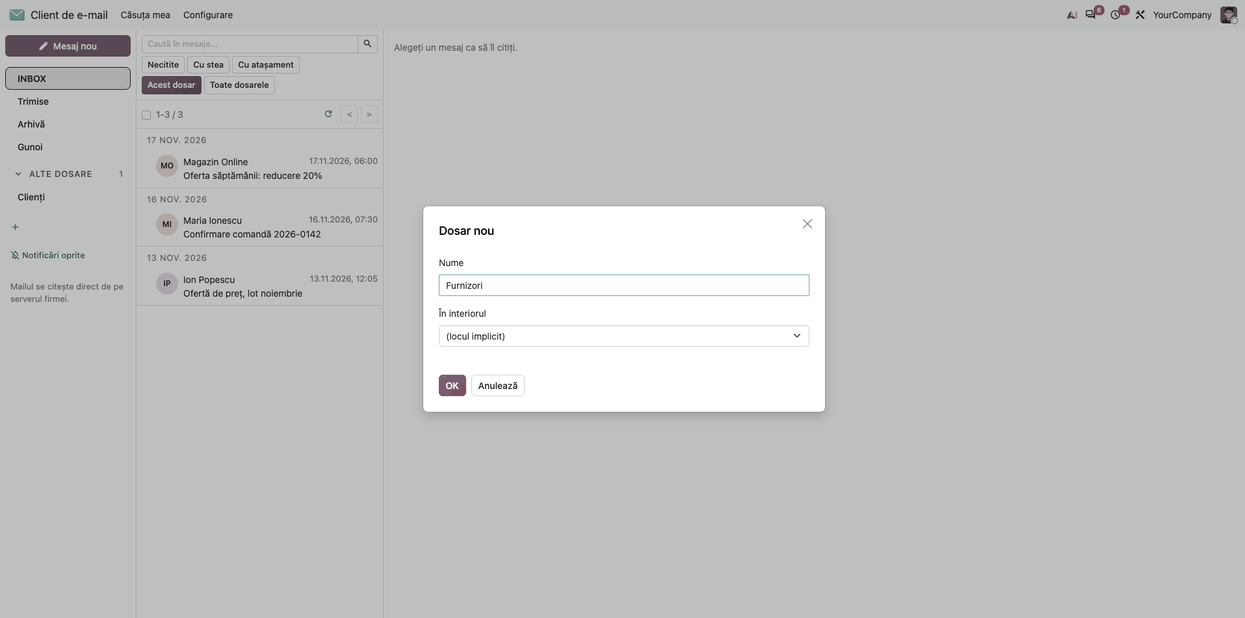 Client de e-mail
Căsuța mea
Configurare
AI
6
1
YourCompany
Mesaj nou
INBOX
Trimise
Arhivă
Gunoi
ALTE DOSARE 1
Clienți
+
Notificări oprite
Mailul se citește direct de pe
serverul firmei.
Caută în mesaje...
Necitite
Cu stea
Cu atașament
Acest dosar
Toate dosarele
1-3 / 3
< >
17 NOV. 2026
MO
Magazin Online 17.11.2026, 06:00
Oferta săptămânii: reducere 20%
16 NOV. 2026
MI
Maria Ionescu 16.11.2026, 07:30
Confirmare comandă 2026-0142
13 NOV. 2026
IP
Ion Popescu 13.11.2026, 12:05
Ofertă de preț, lot noiembrie
Alegeți un mesaj ca să îl citiți.
Dosar nou
Nume
Furnizori
În interiorul
(locul implicit)
OK
Anulează